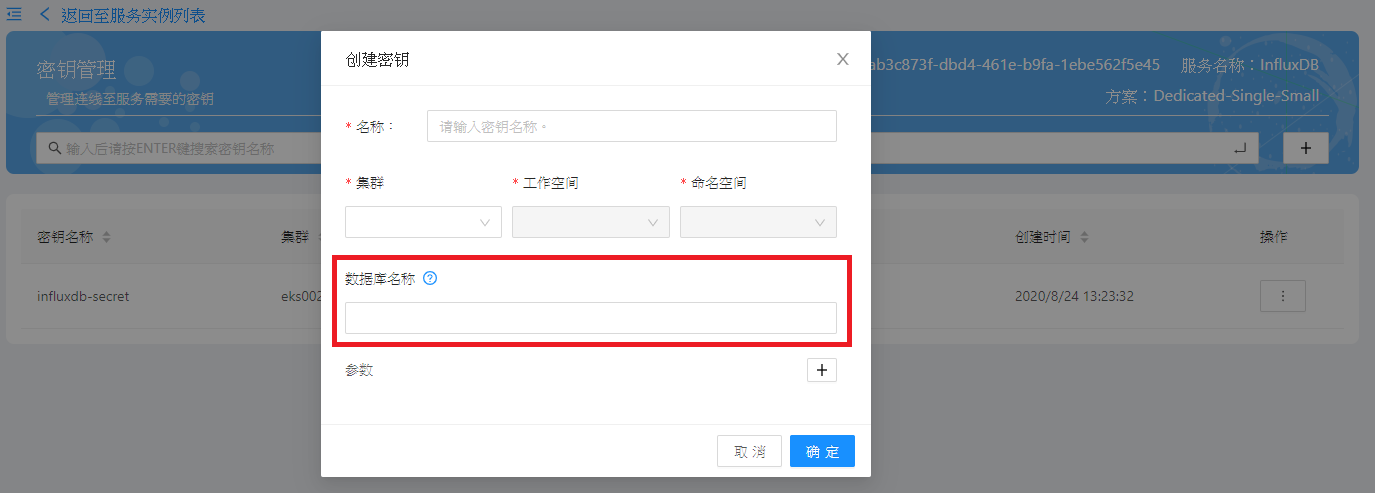 返回至服务实例列表
密钥管理
管理连线至服务需要的密钥
ab3c873f-dbd4-461e-b9fa-1ebe562f5e45 服务名称：InfluxDB
方案：Dedicated-Single-Small
输入后请按ENTER键搜索密钥名称
创建密钥
* 名称：
请输入密钥名称。
* 集群 * 工作空间 * 命名空间
数据库名称
参数
取 消 确 定
密钥名称 集群 创建时间 操作
influxdb-secret eks002 2020/8/24 13:23:32